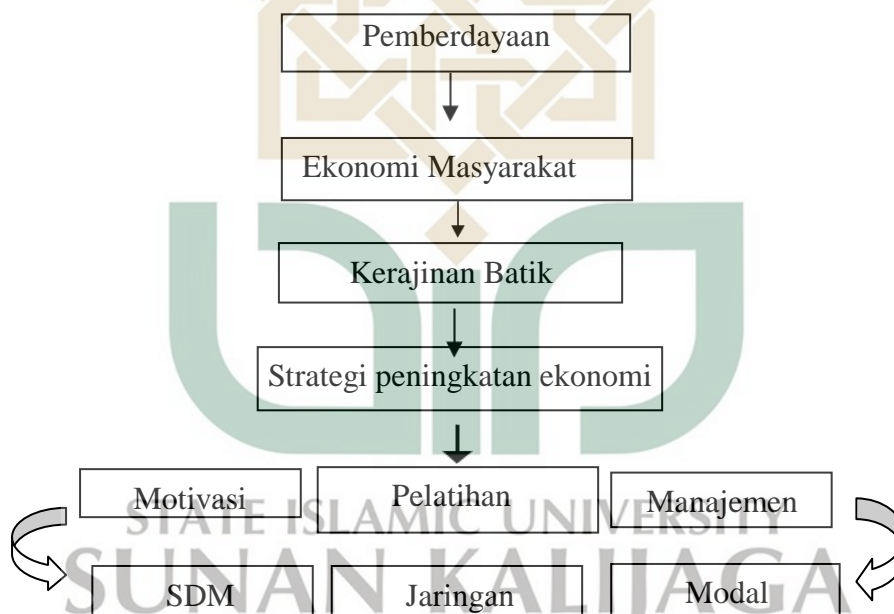 Pemberdayaan
Ekonomi Masyarakat
Kerajinan Batik
Strategi peningkatan ekonomi
Motivasi Pelatihan Manajemen
STATE ISLAMIC UNIVERSITY
SUNAN KALIJAGA
SDM Jaringan Modal